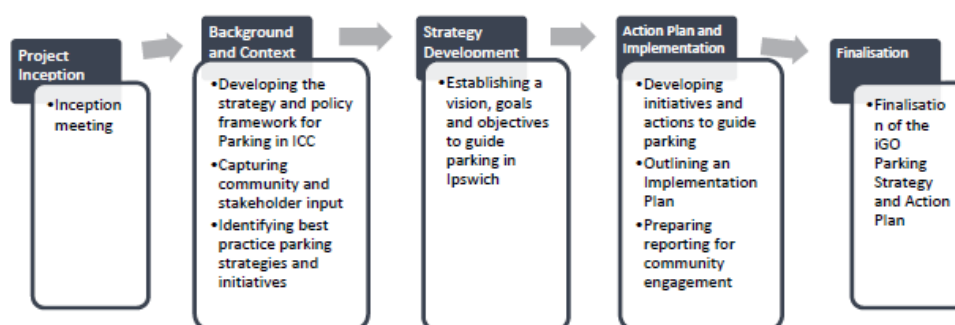 Project
Inception
•Inception
meeting
Background
and Context
•Developing the
strategy and policy
framework for
Parking in ICC
•Capturing
community and
stakeholder input
•Identifying best
practice parking
strategies and
initiatives
Strategy
Development
•Establishing a
vision, goals
and objectives
to guide
parking in
Ipswich
Action Plan and
Implementation
•Developing
initiatives and
actions to guide
parking
•Outlining an
Implementation
Plan
•Preparing
reporting for
community
engagement
Finalisation
•Finalisatio
n of the
iGO
Parking
Strategy
and Action
Plan